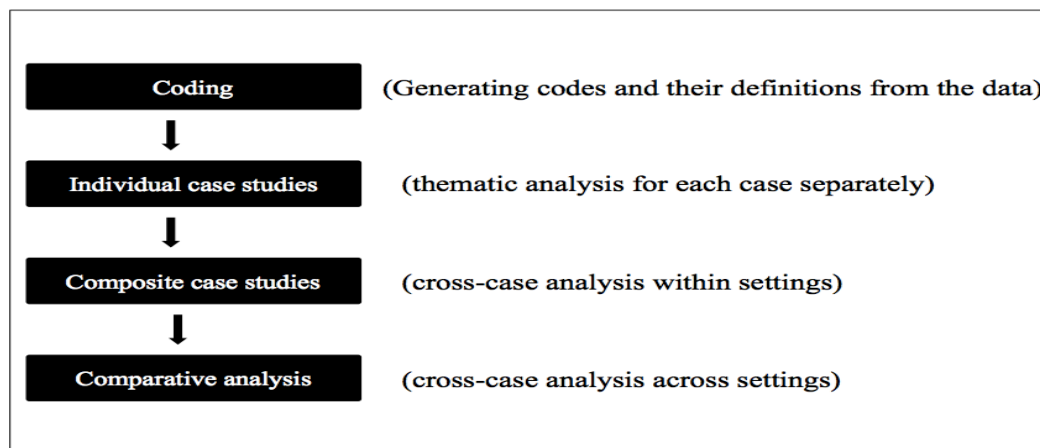 Coding (Generating codes and their definitions from the data)
Individual case studies (thematic analysis for each case separately)
Composite case studies (cross-case analysis within settings)
Comparative analysis (cross-case analysis across settings)